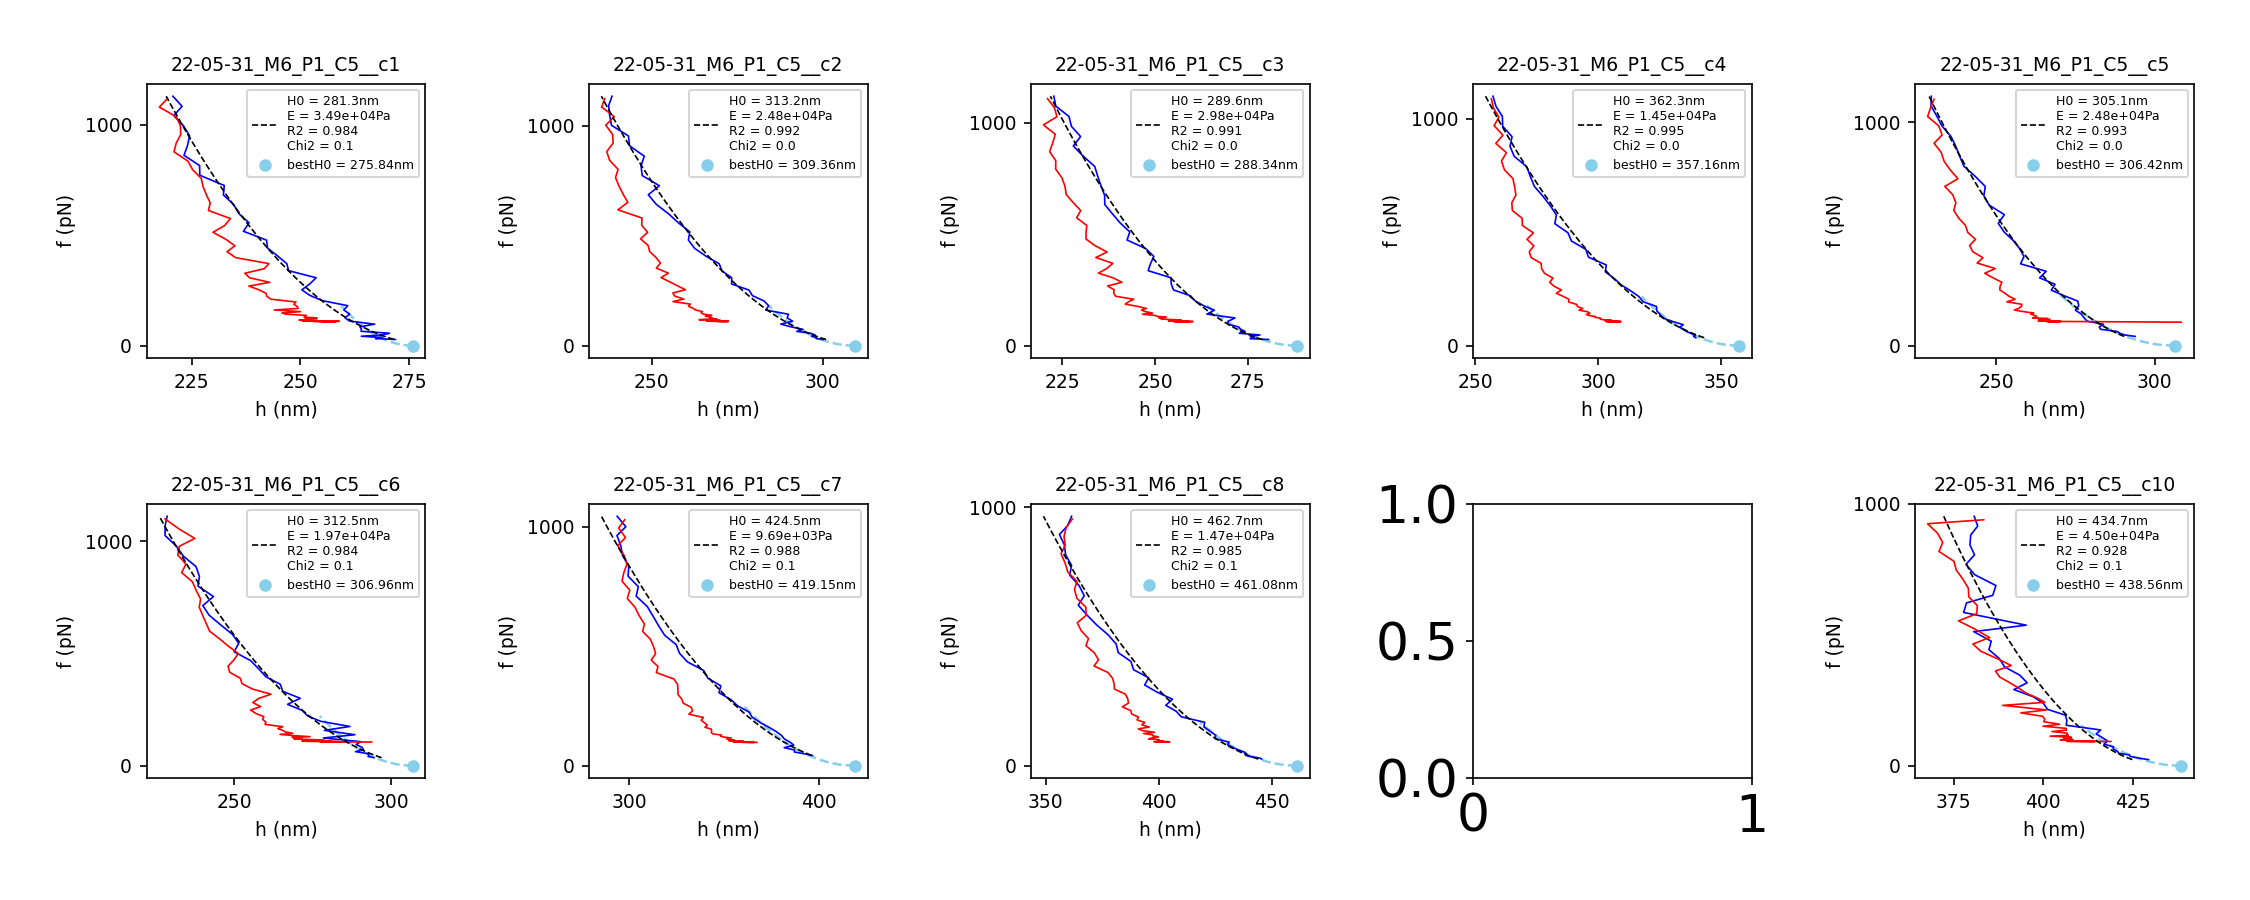 22-05-31_M6_P1_C5__c1
H0 = 281.3nm
E = 3.49e+04Pa
R2 = 0.984
Chi2 = 0.1
bestH0 = 275.84nm
1000
0
f (pN)
225 250 275
h (nm)
22-05-31_M6_P1_C5__c2
H0 = 313.2nm
E = 2.48e+04Pa
R2 = 0.992
Chi2 = 0.0
bestH0 = 309.36nm
1000
0
f (pN)
250 300
h (nm)
22-05-31_M6_P1_C5__c3
H0 = 289.6nm
E = 2.98e+04Pa
R2 = 0.991
Chi2 = 0.0
bestH0 = 288.34nm
1000
0
f (pN)
225 250 275
h (nm)
22-05-31_M6_P1_C5__c4
H0 = 362.3nm
E = 1.45e+04Pa
R2 = 0.995
Chi2 = 0.0
bestH0 = 357.16nm
1000
0
f (pN)
250 300 350
h (nm)
22-05-31_M6_P1_C5__c5
H0 = 305.1nm
E = 2.48e+04Pa
R2 = 0.993
Chi2 = 0.0
bestH0 = 306.42nm
1000
0
f (pN)
250 300
h (nm)
22-05-31_M6_P1_C5__c6
H0 = 312.5nm
E = 1.97e+04Pa
R2 = 0.984
Chi2 = 0.1
bestH0 = 306.96nm
1000
0
f (pN)
250 300
h (nm)
22-05-31_M6_P1_C5__c7
H0 = 424.5nm
E = 9.69e+03Pa
R2 = 0.988
Chi2 = 0.1
bestH0 = 419.15nm
1000
0
f (pN)
300 400
h (nm)
22-05-31_M6_P1_C5__c8
H0 = 462.7nm
E = 1.47e+04Pa
R2 = 0.985
Chi2 = 0.1
bestH0 = 461.08nm
1000
0
f (pN)
350 400 450
h (nm)
1.0
0.5
0.0
0 1
22-05-31_M6_P1_C5__c10
H0 = 434.7nm
E = 4.50e+04Pa
R2 = 0.928
Chi2 = 0.1
bestH0 = 438.56nm
1000
0
f (pN)
375 400 425
h (nm)